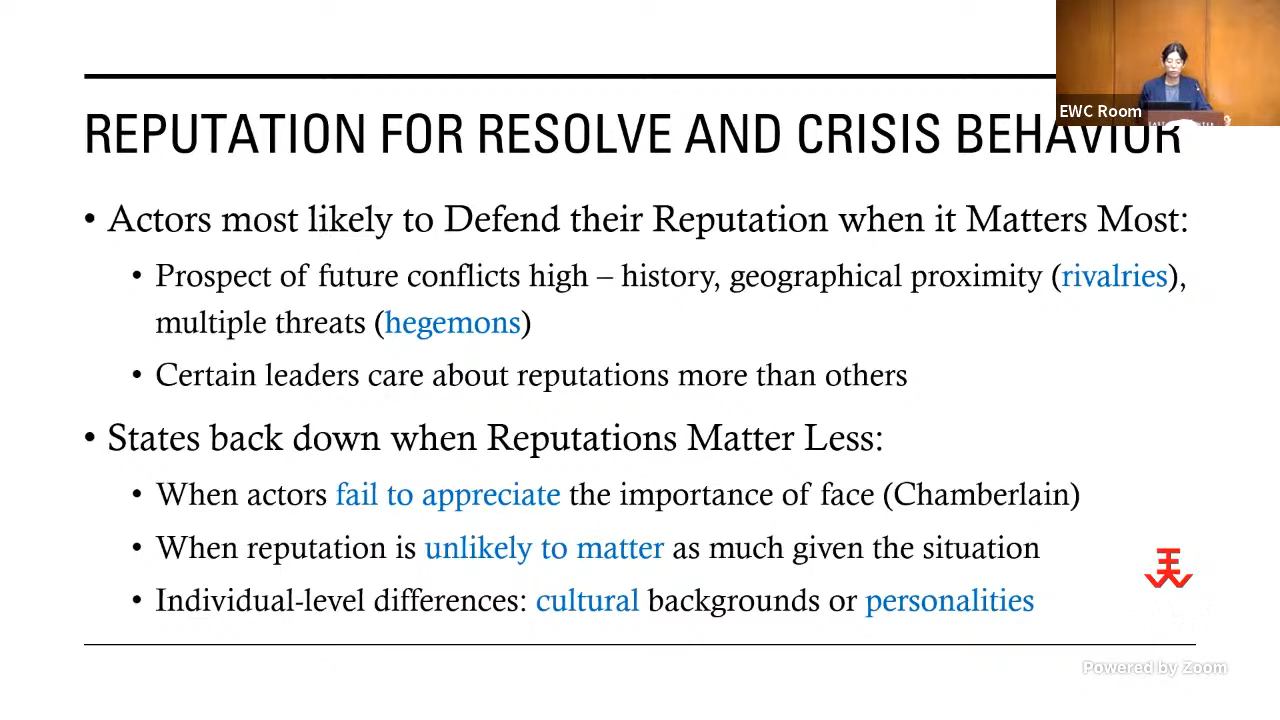 EWC Room
REPUTATION FOR RESOLVE AND CRISIS BEHAVIOR
• Actors most likely to Defend their Reputation when it Matters Most:
• Prospect of future conflicts high – history, geographical proximity (rivalries),
multiple threats (hegemons)
• Certain leaders care about reputations more than others
• States back down when Reputations Matter Less:
• When actors fail to appreciate the importance of face (Chamberlain)
• When reputation is unlikely to matter as much given the situation
• Individual-level differences: cultural backgrounds or personalities
Powered by Zoom